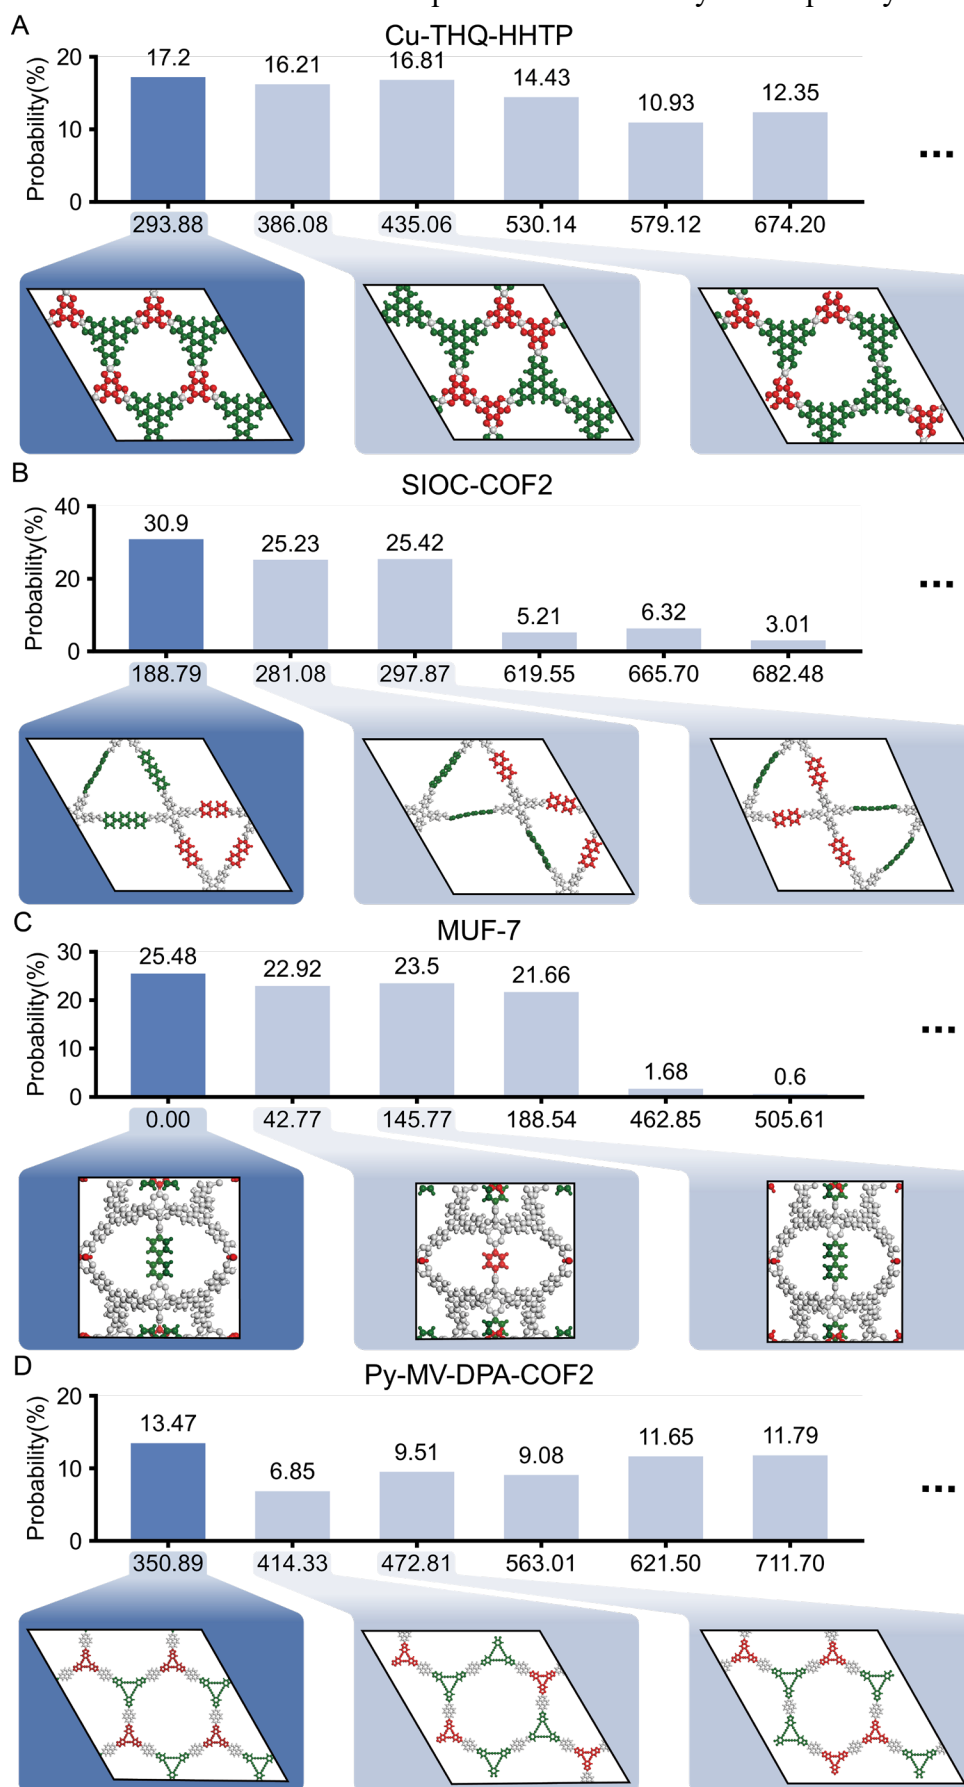 A
Cu-THQ-HHTP
Probability(%)
20
10
0
17.2 16.21 16.81 14.43 10.93 12.35
...
293.88 386.08 435.06 530.14 579.12 674.20
B
SIOC-COF2
Probability(%)
40
20
0
30.9 25.23 25.42 5.21 6.32 3.01
...
188.79 281.08 297.87 619.55 665.70 682.48
C
MUF-7
Probability(%)
30
20
10
0
25.48 22.92 23.5 21.66 1.68 0.6
...
0.00 42.77 145.77 188.54 462.85 505.61
D
Py-MV-DPA-COF2
Probability(%)
20
10
0
13.47 6.85 9.51 9.08 11.65 11.79
...
350.89 414.33 472.81 563.01 621.50 711.70